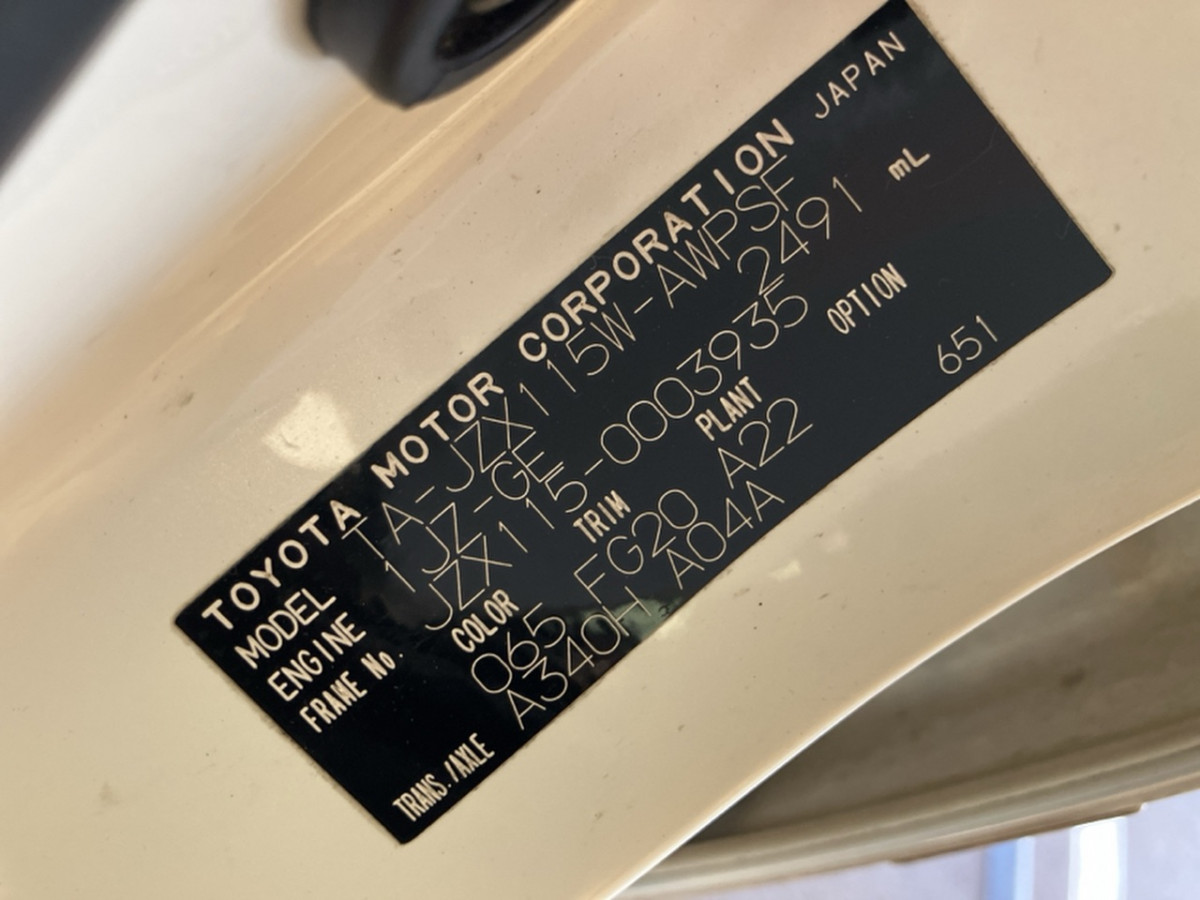 TOYOTA MOTOR CORPORATION JAPAN
MODEL TA-JZX115W-AWPSF
ENGINE 1JZ-GE 2491 mL
FRAME No. JZX115-0003935
COLOR TRIM PLANT OPTION
065 FG20 A22 651
TRANS./AXLE A340H A04A